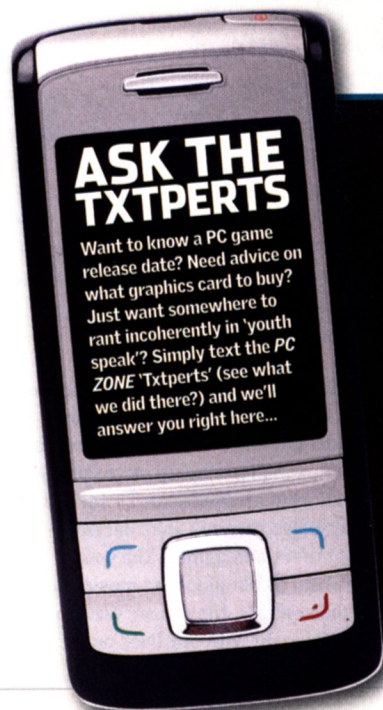 ASK THE
TXTPERTS
Want to know a PC game
release date? Need advice on
what graphics card to buy?
Just want somewhere to
rant incoherently in 'youth
speak'? Simply text the PC
ZONE 'Txtperts' (see what
we did there?) and we'll
answer you right here...